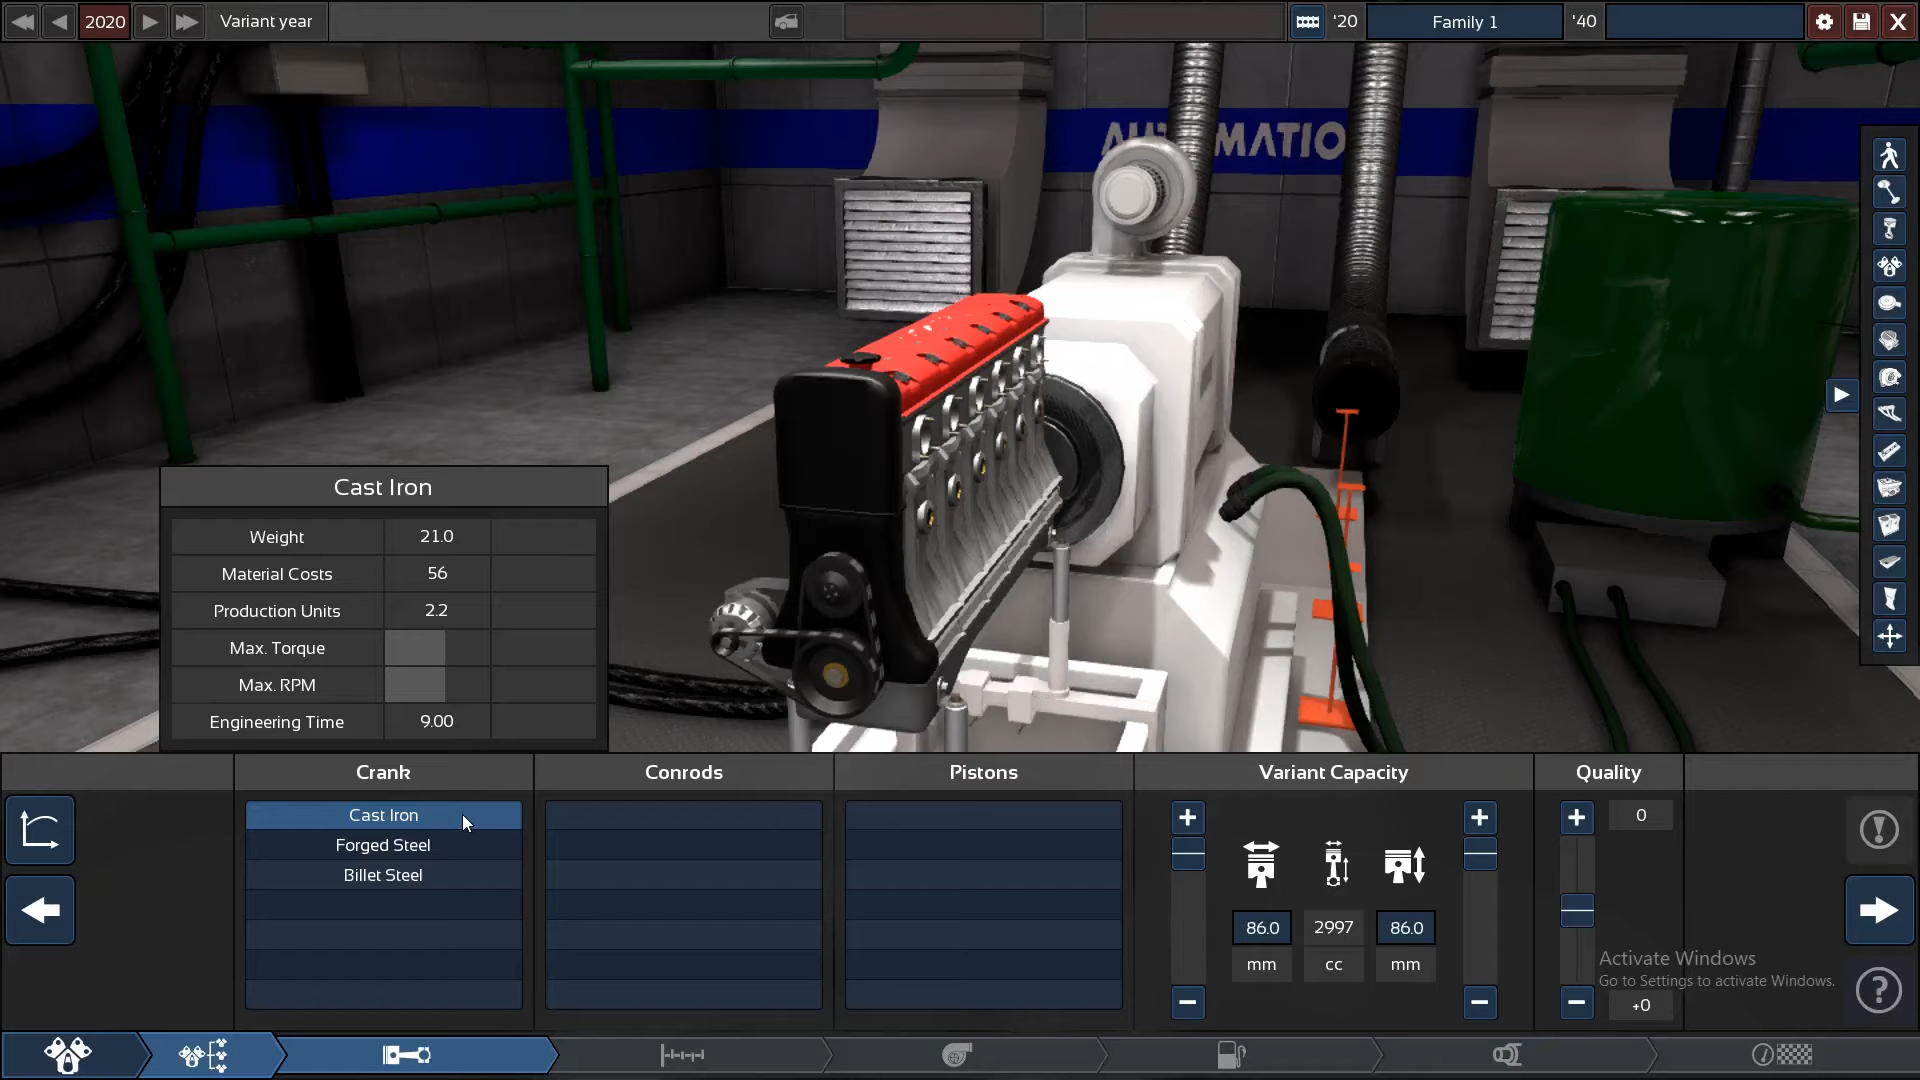 2020
Variant year
'20
Family 1
'40
AUTOMATIO
Cast Iron
Weight 21.0
Material Costs 56
Production Units 2.2
Max. Torque
Max. RPM
Engineering Time 9.00
Crank
Conrods
Pistons
Variant Capacity
Quality
Cast Iron
Forged Steel
Billet Steel
86.0 2997 86.0
mm cc mm
0
+0
Activate Windows
Go to Settings to activate Windows.